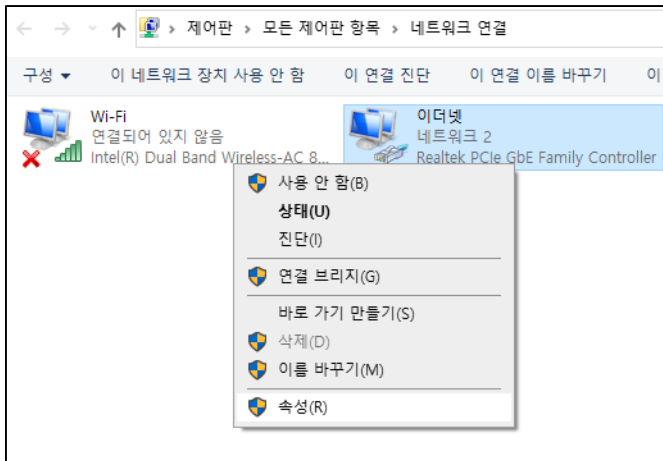 제어판 › 모든 제어판 항목 › 네트워크 연결
구성 이 네트워크 장치 사용 안 함 이 연결 진단 이 연결 이름 바꾸기 이
Wi-Fi
연결되어 있지 않음
Intel(R) Dual Band Wireless-AC 8...
이더넷
네트워크 2
Realtek PCIe GbE Family Controller
사용 안 함(B)
상태(U)
진단(I)
연결 브리지(G)
바로 가기 만들기(S)
삭제(D)
이름 바꾸기(M)
속성(R)